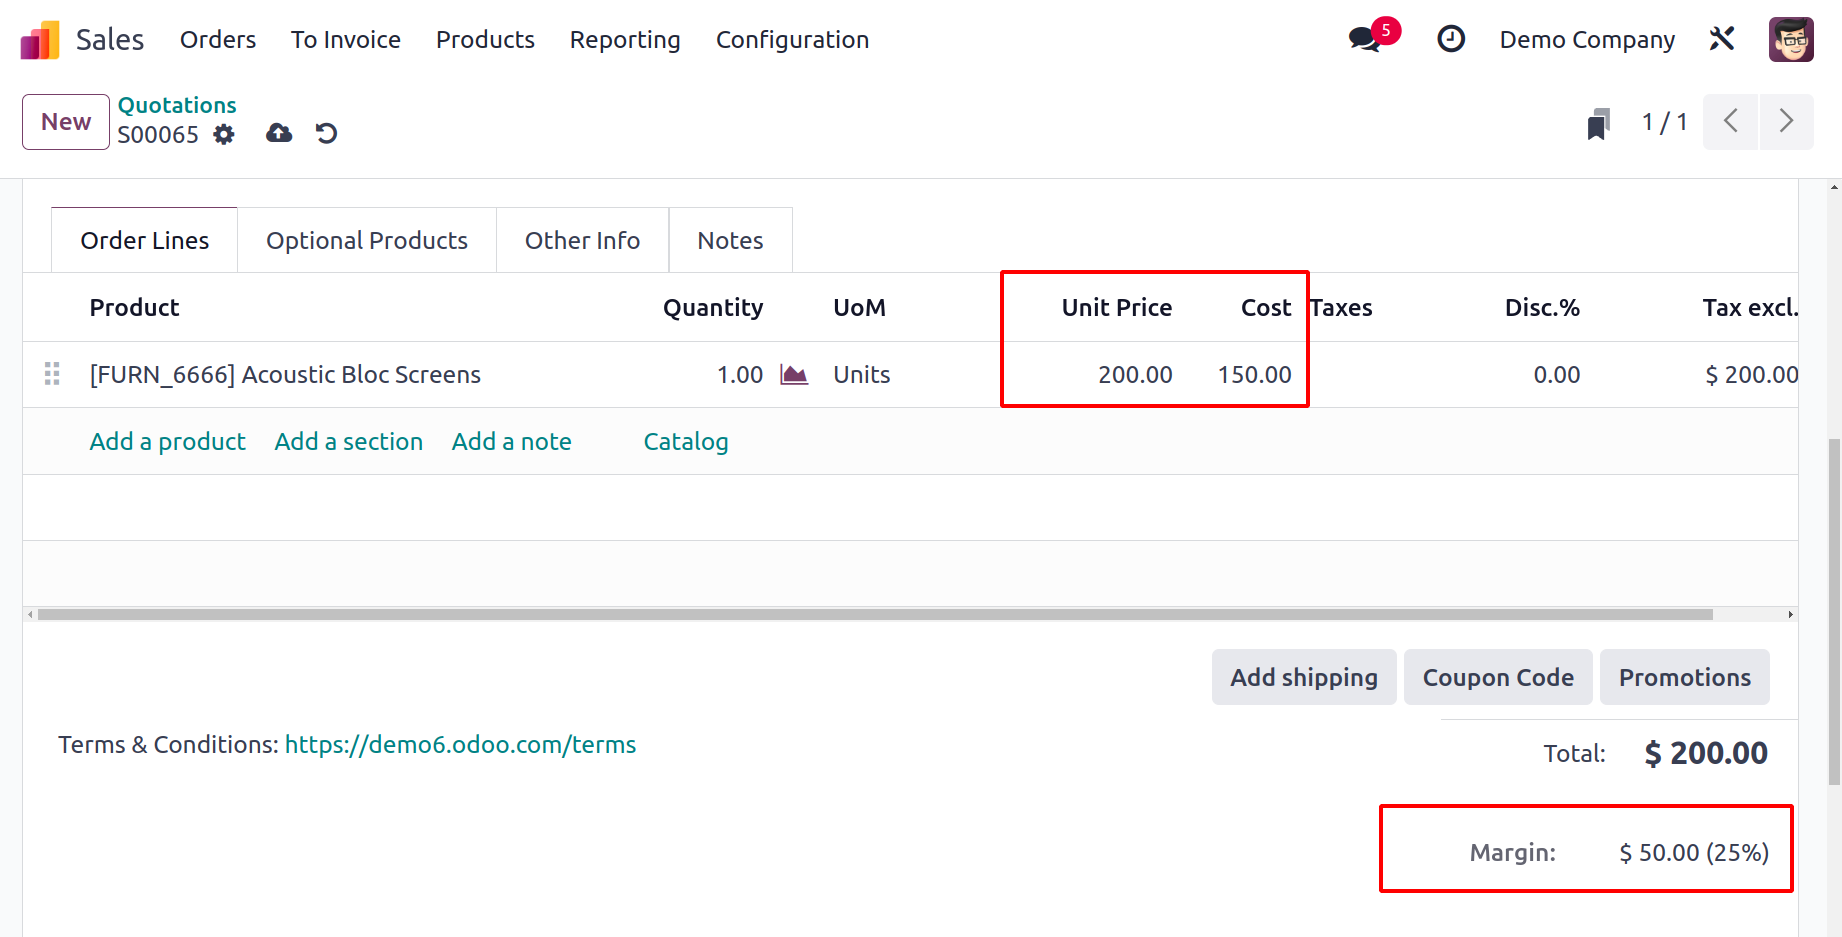 Sales Orders To Invoice Products Reporting Configuration 5 Demo Company
New Quotations
S00065 1 / 1
Order Lines Optional Products Other Info Notes
Product Quantity UoM Unit Price Cost Taxes Disc.% Tax excl.
[FURN_6666] Acoustic Bloc Screens 1.00 Units 200.00 150.00 0.00 $ 200.00
Add a product Add a section Add a note Catalog
Add shipping Coupon Code Promotions
Terms & Conditions: https://demo6.odoo.com/terms
Total: $ 200.00
Margin: $ 50.00 (25%)